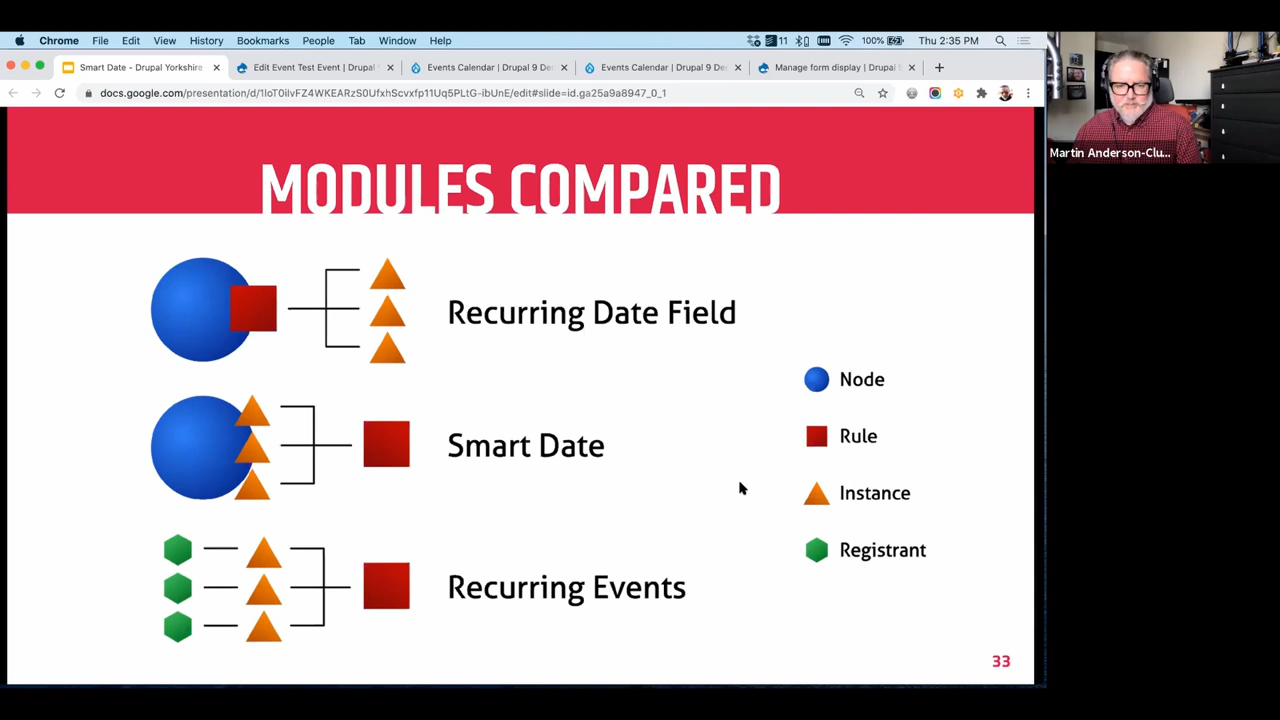 Chrome File Edit View History Bookmarks People Tab Window Help 11 100% Thu 2:35 PM
Smart Date - Drupal Yorkshire Edit Event Test Event | Drupal Events Calendar | Drupal 9 De Events Calendar | Drupal 9 De Manage form display | Drupal
docs.google.com/presentation/d/1IoT0ilvFZ4WKEARzS0UfxhScvxfp11Uq5PLtG-ibUnE/edit#slide=id.ga25a9a8947_0_1
Martin Anderson-Clu...
MODULES COMPARED
Recurring Date Field
Smart Date
Recurring Events
Node
Rule
Instance
Registrant
33